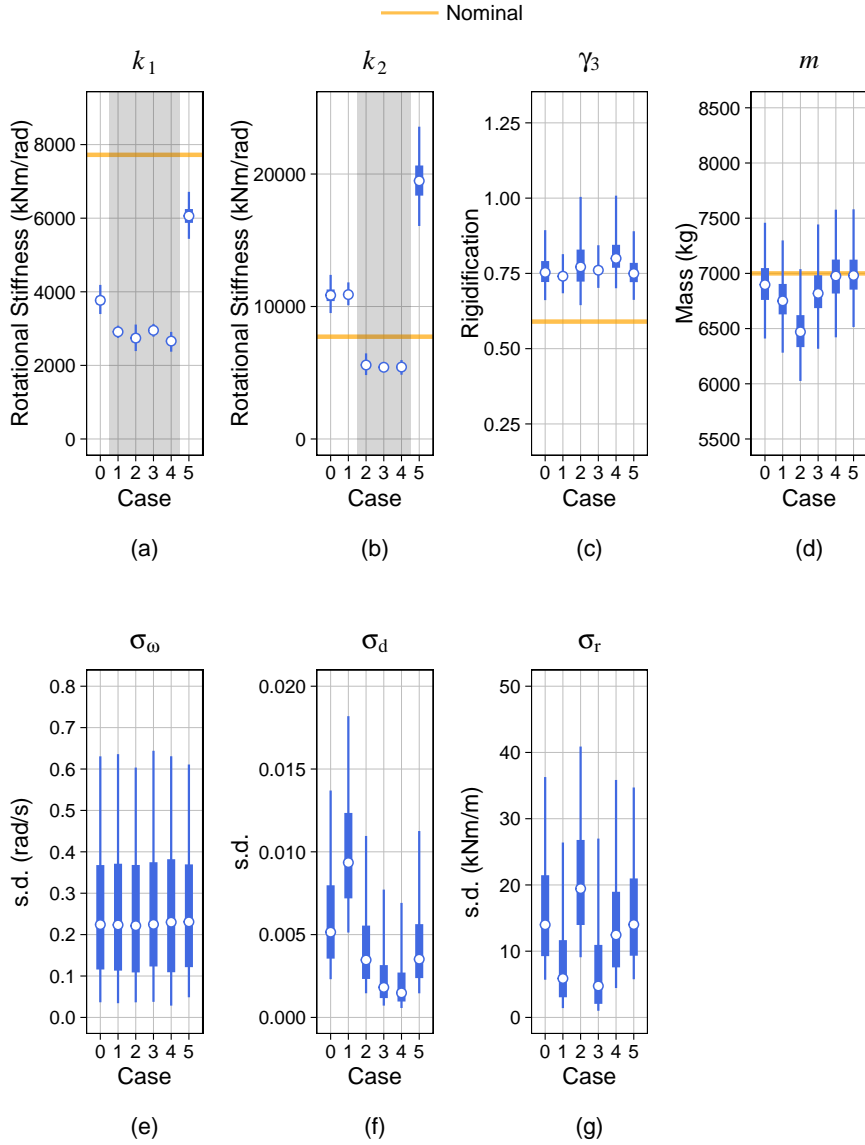 Nominal
k1 k2 γ3 m
Rotational Stiffness (kNm/rad)
8000
6000
4000
2000
0
0 1 2 3 4 5
Case
(a)
Rotational Stiffness (kNm/rad)
20000
10000
0
0 1 2 3 4 5
Case
(b)
Rigidification
1.25
1.00
0.75
0.50
0.25
0 1 2 3 4 5
Case
(c)
Mass (kg)
8500
8000
7500
7000
6500
6000
5500
0 1 2 3 4 5
Case
(d)
σω σd σr
s.d. (rad/s)
0.8
0.7
0.6
0.5
0.4
0.3
0.2
0.1
0.0
0 1 2 3 4 5
Case
(e)
s.d.
0.020
0.015
0.010
0.005
0.000
0 1 2 3 4 5
Case
(f)
s.d. (kNm/m)
50
40
30
20
10
0
0 1 2 3 4 5
Case
(g)